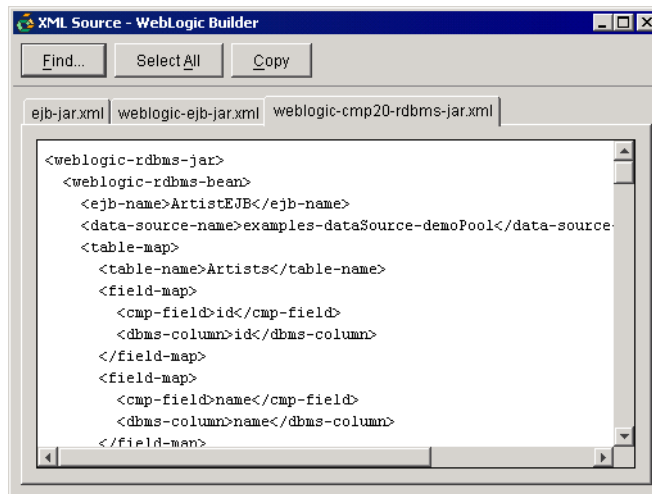 XML Source - WebLogic Builder
Find... Select All Copy
ejb-jar.xml weblogic-ejb-jar.xml weblogic-cmp20-rdbms-jar.xml
<weblogic-rdbms-jar>
<weblogic-rdbms-bean>
<ejb-name>ArtistEJB</ejb-name>
<data-source-name>examples-dataSource-demoPool</data-source-
<table-map>
<table-name>Artists</table-name>
<field-map>
<cmp-field>id</cmp-field>
<dbms-column>id</dbms-column>
</field-map>
<field-map>
<cmp-field>name</cmp-field>
<dbms-column>name</dbms-column>
</field-map>